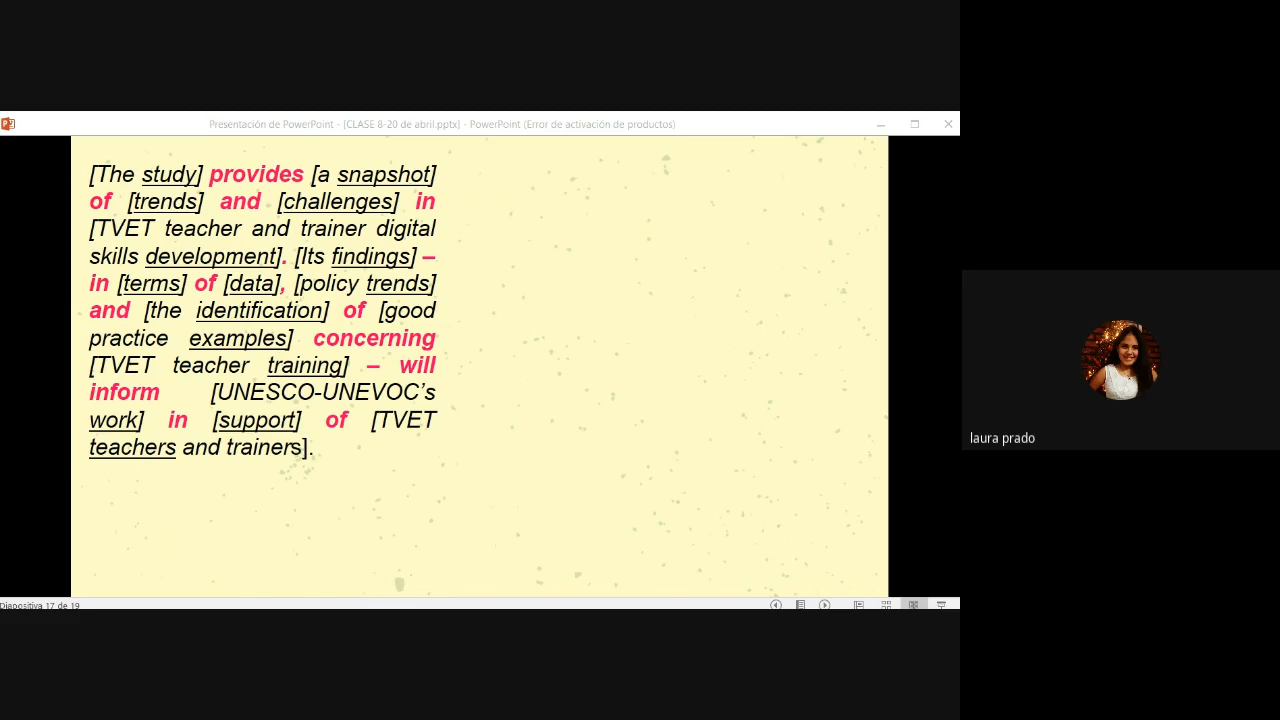 Presentación de PowerPoint - [CLASE 8-20 de abril.pptx] - PowerPoint (Error de activación de productos)
[The study] provides [a snapshot]
of [trends] and [challenges] in
[TVET teacher and trainer digital
skills development]. [Its findings] –
in [terms] of [data], [policy trends]
and [the identification] of [good
practice examples] concerning
[TVET teacher training] – will
inform [UNESCO-UNEVOC’s
work] in [support] of [TVET
teachers and trainers].
laura prado
Diapositiva 17 de 19